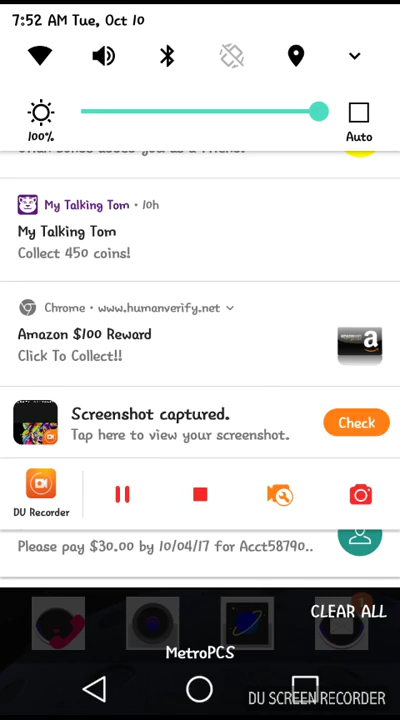 7:52 AM Tue, Oct 10
100%
Auto
My Talking Tom • 10h
My Talking Tom
Collect 450 coins!
Chrome • www.humanverify.net
Amazon $100 Reward
Click To Collect!!
a
Screenshot captured.
Tap here to view your screenshot.
Check
DU Recorder
Please pay $30.00 by 10/04/17 for Acct58790..
CLEAR ALL
MetroPCS
DU SCREEN RECORDER